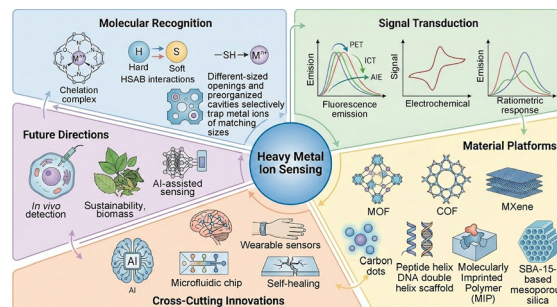 Molecular Recognition
Chelation
complex
M
n+
H
S
Hard
Soft
HSAB interactions
–SH
Mⁿ⁺
Different-sized
openings and
preorganized
cavities selectively
trap metal ions
of matching
sizes
Signal Transduction
Emission
PET
ICT
AIE
Fluorescence
emission
Signal
Electrochemical
Emission
Ratiometric
response
Future Directions
In vivo
detection
Sustainability,
biomass
AI-assisted
sensing
Heavy Metal
Ion Sensing
Material Platforms
MOF
COF
MXene
Carbon
dots
Peptide helix
DNA double
helix scaffold
Molecularly
Imprinted
Polymer (MIP)
SBA-15-
based
mesoporous
silica
AI
AI
Microfluidic chip
Wearable sensors
Self-healing
Cross-Cutting Innovations